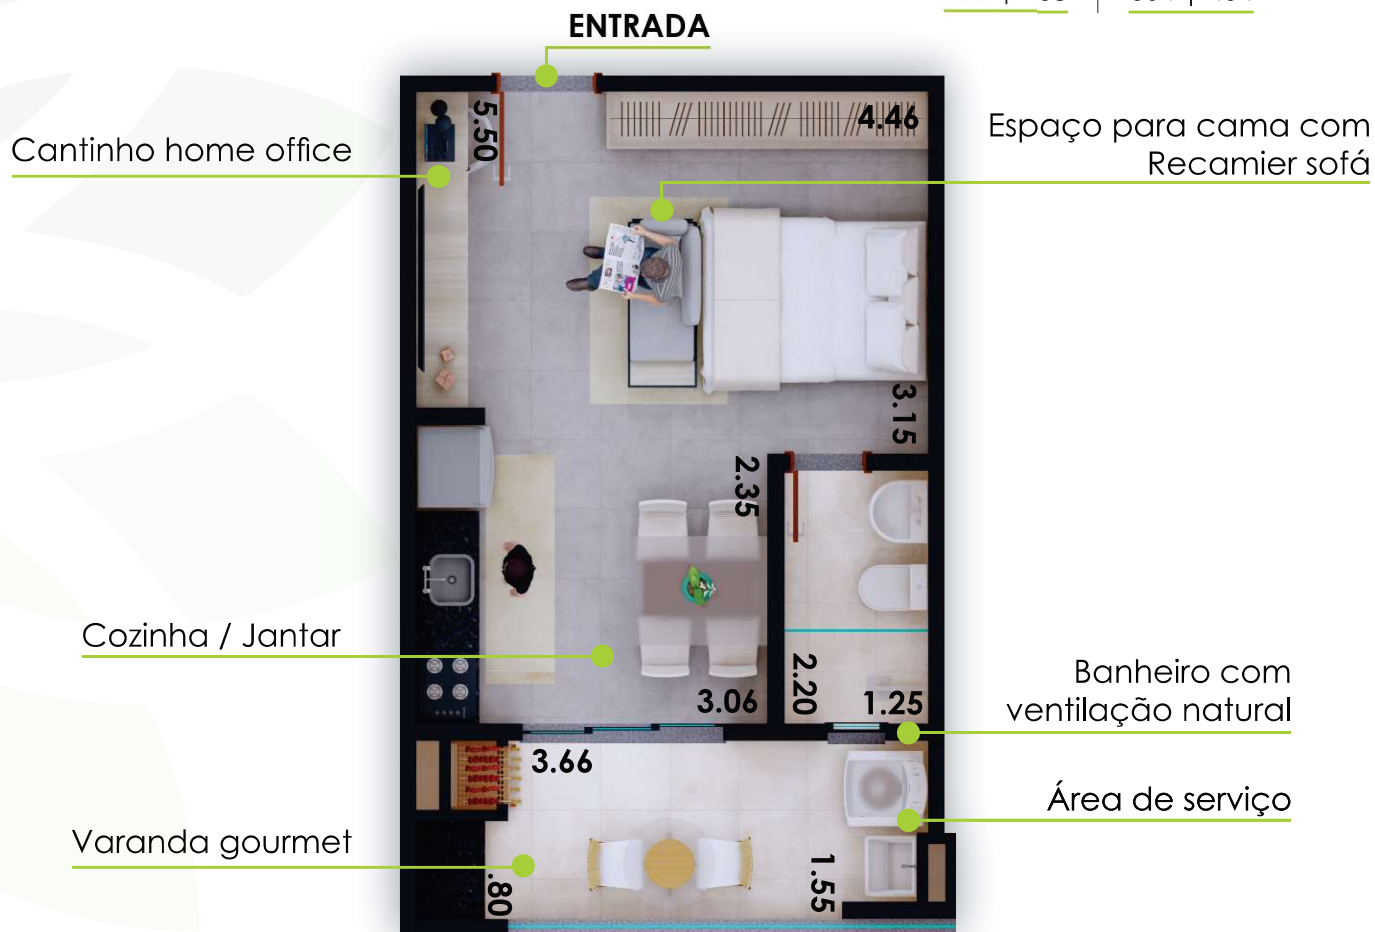 ENTRADA
5.50
4.46
Cantinho home office
Espaço para cama com
Recamier sofá
3.15
2.35
Cozinha / Jantar
2.20
3.06
1.25
Banheiro com
ventilação natural
3.66
Área de serviço
Varanda gourmet
.80
1.55